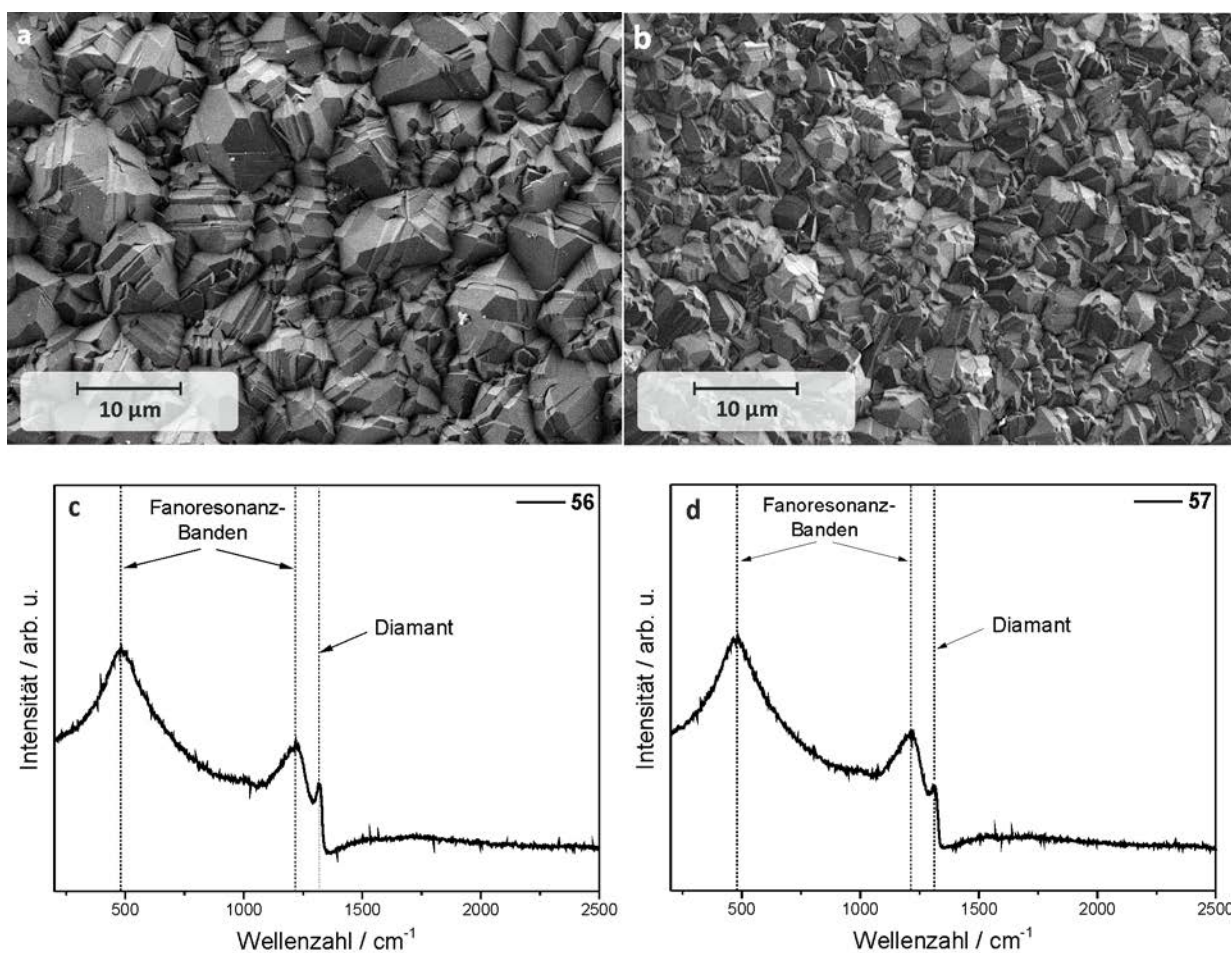 a
10 µm
b
10 µm
c
Fanoresonanz-
Banden
56
Diamant
Intensität / arb. u.
500
1000
1500
2000
2500
Wellenzahl / cm⁻¹
d
Fanoresonanz-
Banden
57
Diamant
Intensität / arb. u.
500
1000
1500
2000
2500
Wellenzahl / cm⁻¹